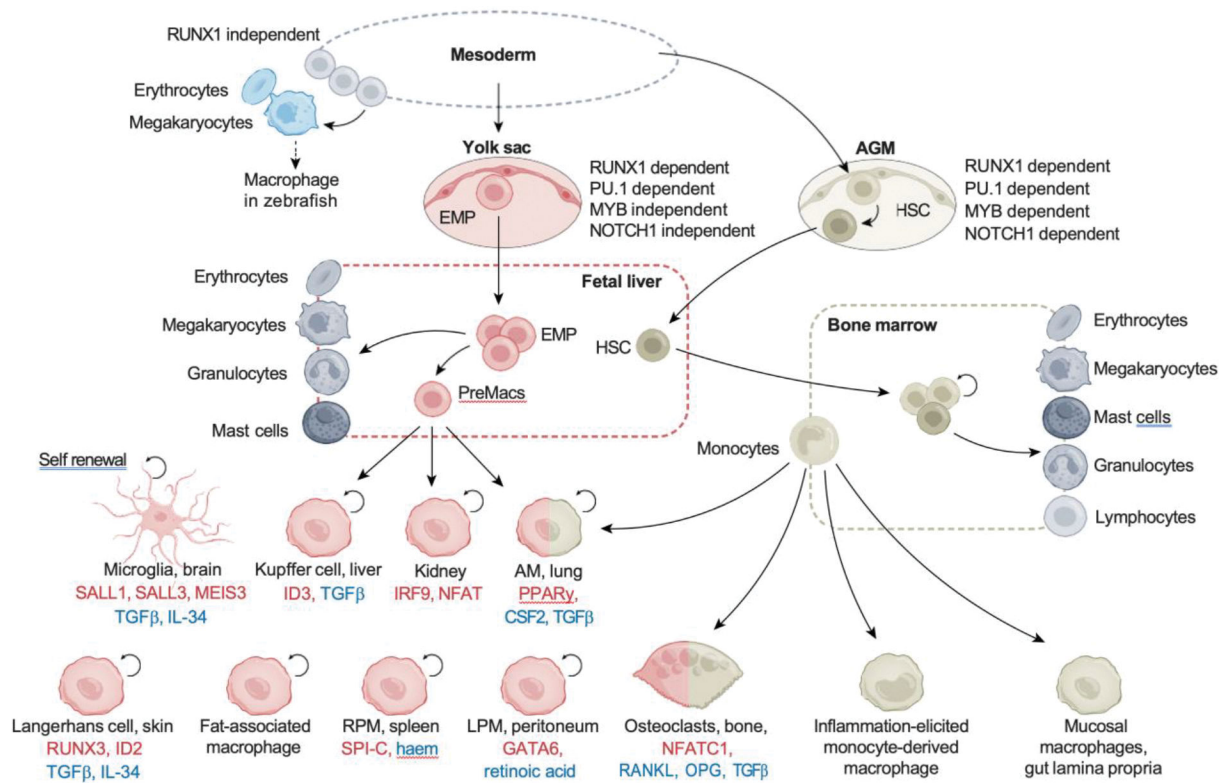 RUNX1 independent
Mesoderm
Erythrocytes
Megakaryocytes
Macrophage
in zebrafish
Yolk sac
EMP
RUNX1 dependent
PU.1 dependent
MYB independent
NOTCH1 independent
AGM
HSC
RUNX1 dependent
PU.1 dependent
MYB dependent
NOTCH1 dependent
Fetal liver
Erythrocytes
Megakaryocytes
Granulocytes
Mast cells
EMP
PreMacs
HSC
Bone marrow
Monocytes
Erythrocytes
Megakaryocytes
Mast cells
Granulocytes
Lymphocytes
Self renewal
Microglia, brain
SALL1, SALL3, MEIS3
TGFβ, IL-34
Kupffer cell, liver
ID3, TGFβ
Kidney
IRF9, NFAT
AM, lung
PPARγ,
CSF2, TGFβ
Langerhans cell, skin
RUNX3, ID2
TGFβ, IL-34
Fat-associated
macrophage
RPM, spleen
SPI-C, haem
LPM, peritoneum
GATA6,
retinoic acid
Osteoclasts, bone,
NFATC1,
RANKL, OPG, TGFβ
Inflammation-elicited
monocyte-derived
macrophage
Mucosal
macrophages,
gut lamina propria